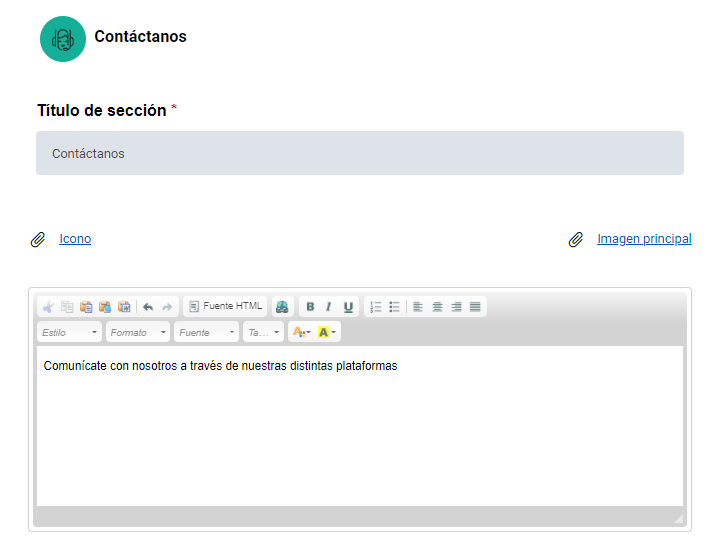 Contáctanos
Título de sección *
Contáctanos
Icono
Imagen principal
Fuente HTML
B I U
Estilo Formato Fuente Ta... A A
Comunícate con nosotros a través de nuestras distintas plataformas